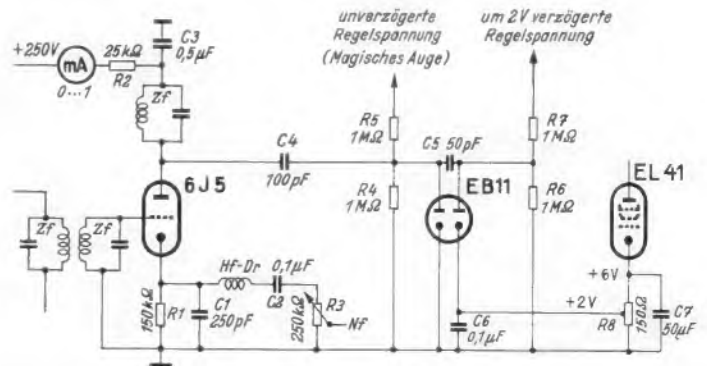 unverzögerte
Regelspannung
(Magisches Auge)
um 2V verzögerte
Regelspannung
C3
0,5µF
+250V
mA
0...1
25kΩ
R2
Zf
R5
1MΩ
C5 50pF
R7
1MΩ
C4
100pF
6J5
R4
1MΩ
EB11
R6
1MΩ
EL41
Zf
Zf
Hf-Dr
0,1µF
C2
+6V
+2V
150kΩ
R1
C1
250pF
250kΩ
R3
Nf
C6
0,1µF
R8
150Ω
C7
50µF